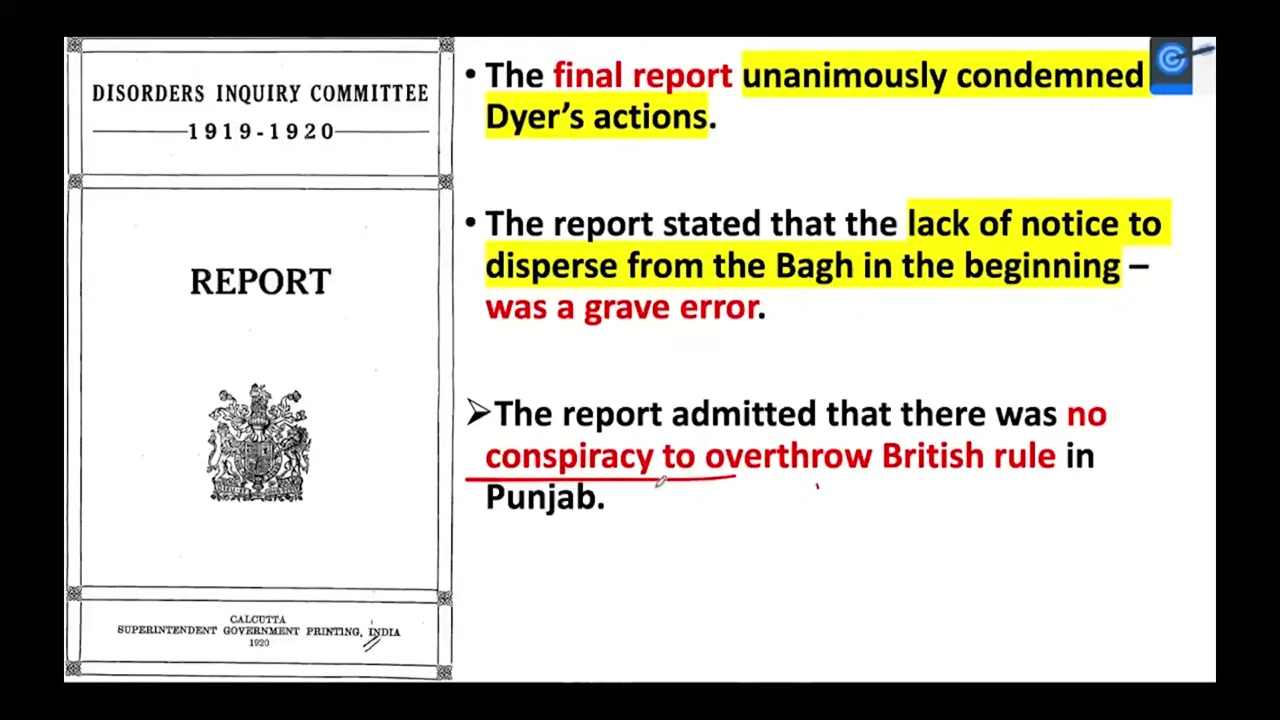 DISORDERS INQUIRY COMMITTEE
1919-1920
REPORT
CALCUTTA
SUPERINTENDENT GOVERNMENT PRINTING, INDIA
1920
• The final report unanimously condemned
Dyer's actions.
• The report stated that the lack of notice to
disperse from the Bagh in the beginning –
was a grave error.
➢The report admitted that there was no
conspiracy to overthrow British rule in
Punjab.